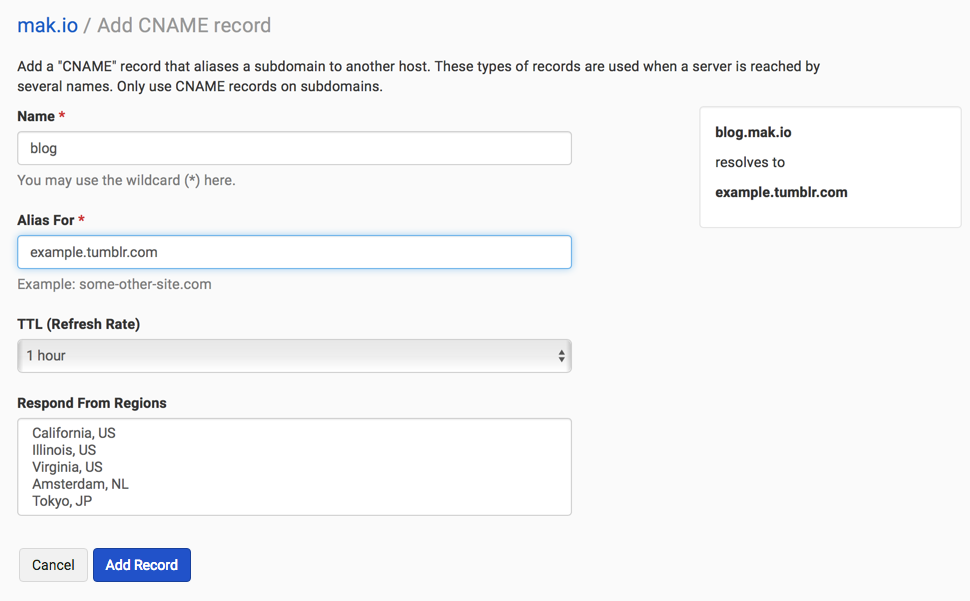 mak.io / Add CNAME record
Add a "CNAME" record that aliases a subdomain to another host. These types of records are used when a server is reached by
several names. Only use CNAME records on subdomains.
Name *
blog
You may use the wildcard (*) here.
Alias For *
example.tumblr.com
Example: some-other-site.com
TTL (Refresh Rate)
1 hour
Respond From Regions
California, US
Illinois, US
Virginia, US
Amsterdam, NL
Tokyo, JP
Cancel
Add Record
blog.mak.io
resolves to
example.tumblr.com